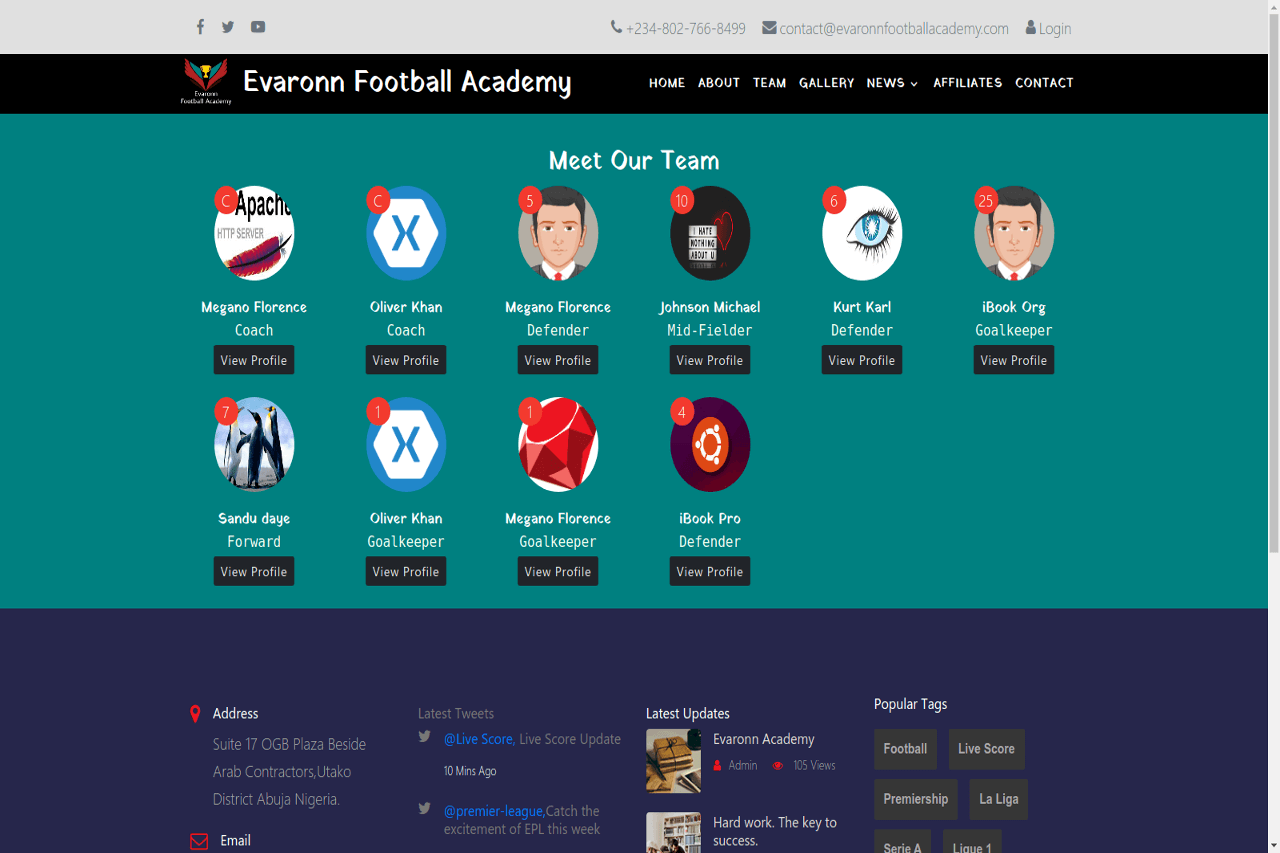 +234-802-766-8499 contact@evaronnfootballacademy.com Login
Evaronn
Football Academy
Evaronn Football Academy
HOME ABOUT TEAM GALLERY NEWS AFFILIATES CONTACT
Meet Our Team
C C 5 10 6 25
Apache
HTTP SERVER
I HATE
NOTHING
ABOUT U
Megano Florence Oliver Khan Megano Florence Johnson Michael Kurt Karl iBook Org
Coach Coach Defender Mid-Fielder Defender Goalkeeper
View Profile View Profile View Profile View Profile View Profile View Profile
7 1 1 4
Sandu daye Oliver Khan Megano Florence iBook Pro
Forward Goalkeeper Goalkeeper Defender
View Profile View Profile View Profile View Profile
Address
Suite 17 OGB Plaza Beside
Arab Contractors,Utako
District Abuja Nigeria.
Email
Latest Tweets
@Live Score, Live Score Update
10 Mins Ago
@premier-league,Catch the
excitement of EPL this week
Latest Updates
Evaronn Academy
Admin 105 Views
Hard work. The key to
success.
Popular Tags
Football Live Score
Premiership La Liga
Serie A Ligue 1